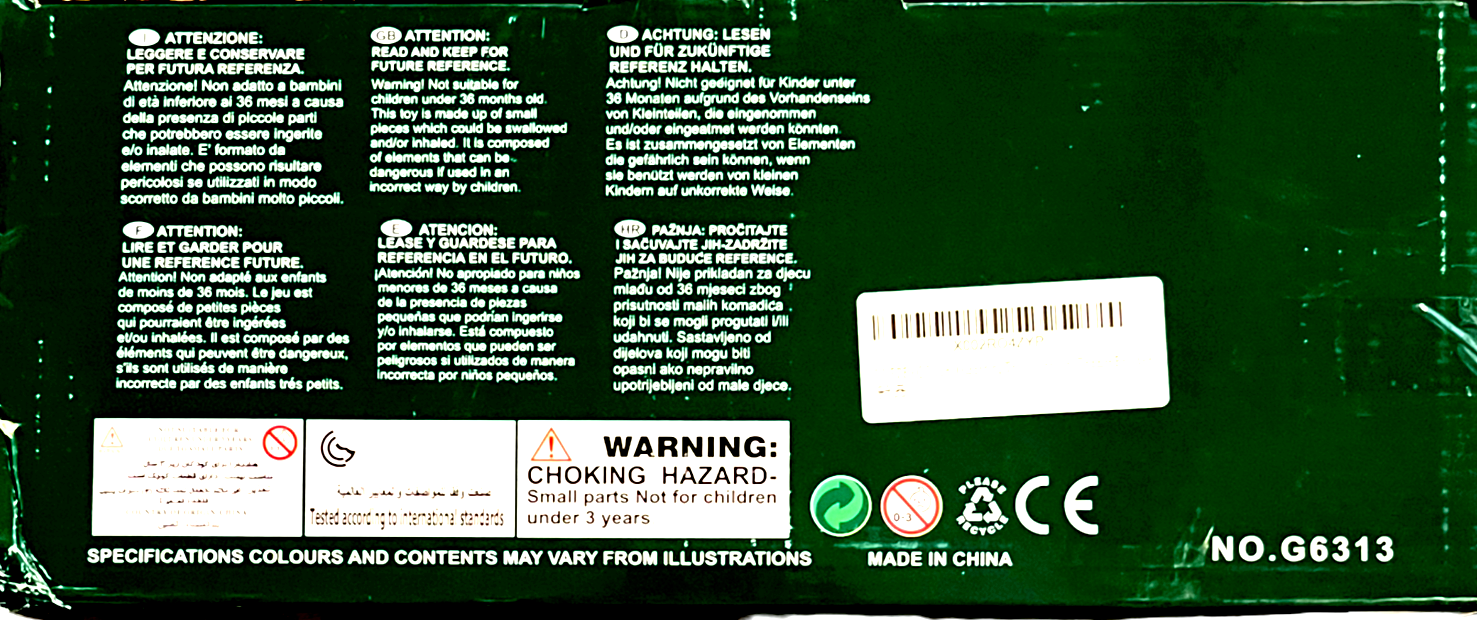 I ATTENZIONE:
LEGGERE E CONSERVARE
PER FUTURA REFERENZA.
Attenzione! Non adatto a bambini
di età inferiore ai 36 mesi a causa
della presenza di piccole parti
che potrebbero essere ingerite
e/o inalate. E' formato da
elementi che possono risultare
pericolosi se utilizzati in modo
scorretto da bambini molto piccoli.
GB ATTENTION:
READ AND KEEP FOR
FUTURE REFERENCE.
Warning! Not suitable for
children under 36 months old.
This toy is made up of small
pieces which could be swallowed
and/or inhaled. It is composed
of elements that can be
dangerous if used in an
incorrect way by children.
D ACHTUNG: LESEN
UND FÜR ZUKÜNFTIGE
REFERENZ HALTEN.
Achtung! Nicht gedignet für Kinder unter
36 Monaten aufgrund des Vorhandenseins
von Kleinteilen, die eingenommen
und/oder eingeatmet werden könnten.
Es ist zusammengesetzt von Elementen
die gefährlich sein können, wenn
sie benützt werden von kleinen
Kindern auf unkorrekte Weise.
F ATTENTION:
LIRE ET GARDER POUR
UNE REFERENCE FUTURE.
Attention! Non adapté aux enfants
de moins de 36 mois. Le jeu est
composé de petites pièces
qui pourraient être ingérées
et/ou inhalées. Il est composé par des
éléments qui peuvent être dangereux,
s'ils sont utilisés de manière
incorrecte par des enfants trés petits.
E ATENCION:
LEASE Y GUARDESE PARA
REFERENCIA EN EL FUTURO.
¡Atención! No apropiado para niños
menores de 36 meses a causa
de la presencia de piezas
pequeñas que podrían ingerirse
y/o inhalarse. Está compuesto
por elementos que pueden ser
peligrosos si utilizados de manera
incorrecta por niños pequeños.
HR PAŽNJA: PROČITAJTE
I SAČUVAJTE JIH-ZADRŽITE
JIH ZA BUDUĆE REFERENCE.
Pažnja! Nije prikladan za djecu
mlađu od 36 mjeseci zbog
prisutnosti malih komadića
koji bi se mogli progutati i/ili
udahnuti. Sastavljeno od
dijelova koji mogu biti
opasni ako nepravilno
upotrijebljeni od male djece.
Tested according to international standards
WARNING:
CHOKING HAZARD-
Small parts Not for children
under 3 years
0-3
PLEASE
RECYCLE
CE
SPECIFICATIONS COLOURS AND CONTENTS MAY VARY FROM ILLUSTRATIONS
MADE IN CHINA
NO.G6313